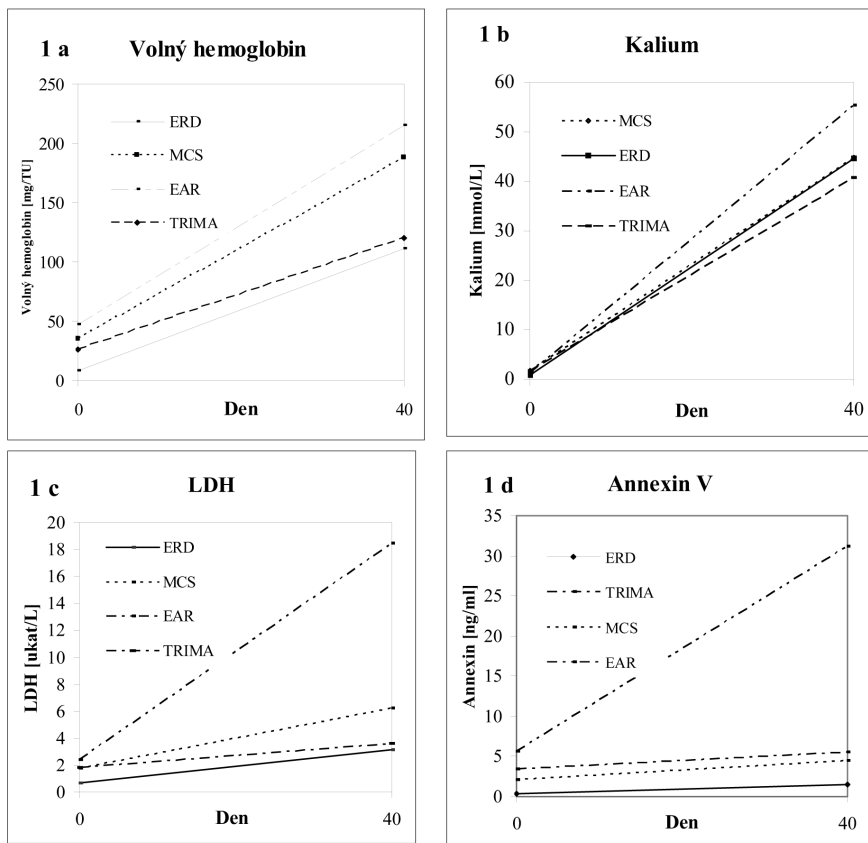 1 a Volný hemoglobin
Volný hemoglobin [mg/TU]
250
200
150
100
50
0
ERD
MCS
EAR
TRIMA
0 Den 40
1 b Kalium
Kalium [mmol/L]
60
50
40
30
20
10
0
MCS
ERD
EAR
TRIMA
0 Den 40
1 c LDH
LDH [ukat/L]
20
18
16
14
12
10
8
6
4
2
0
ERD
MCS
EAR
TRIMA
0 Den 40
1 d Annexin V
Annexin [ng/ml]
35
30
25
20
15
10
5
0
ERD
TRIMA
MCS
EAR
0 Den 40